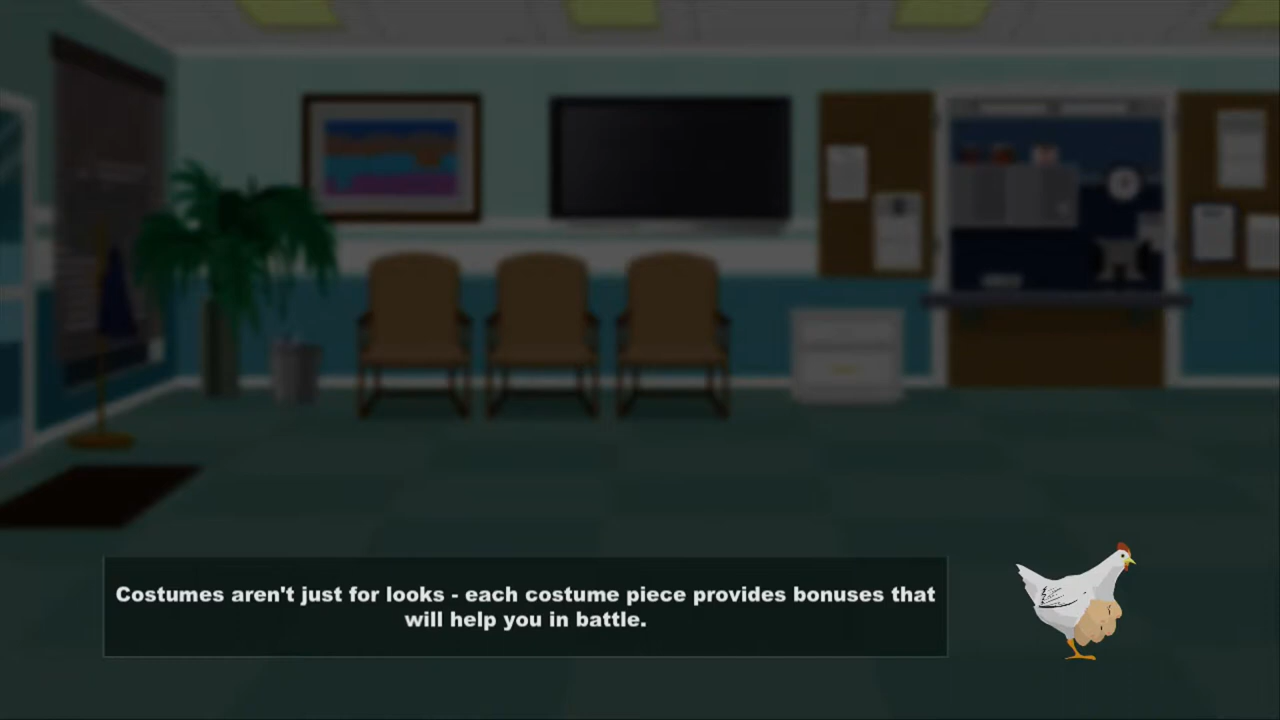 Costumes aren't just for looks - each costume piece provides bonuses that
will help you in battle.